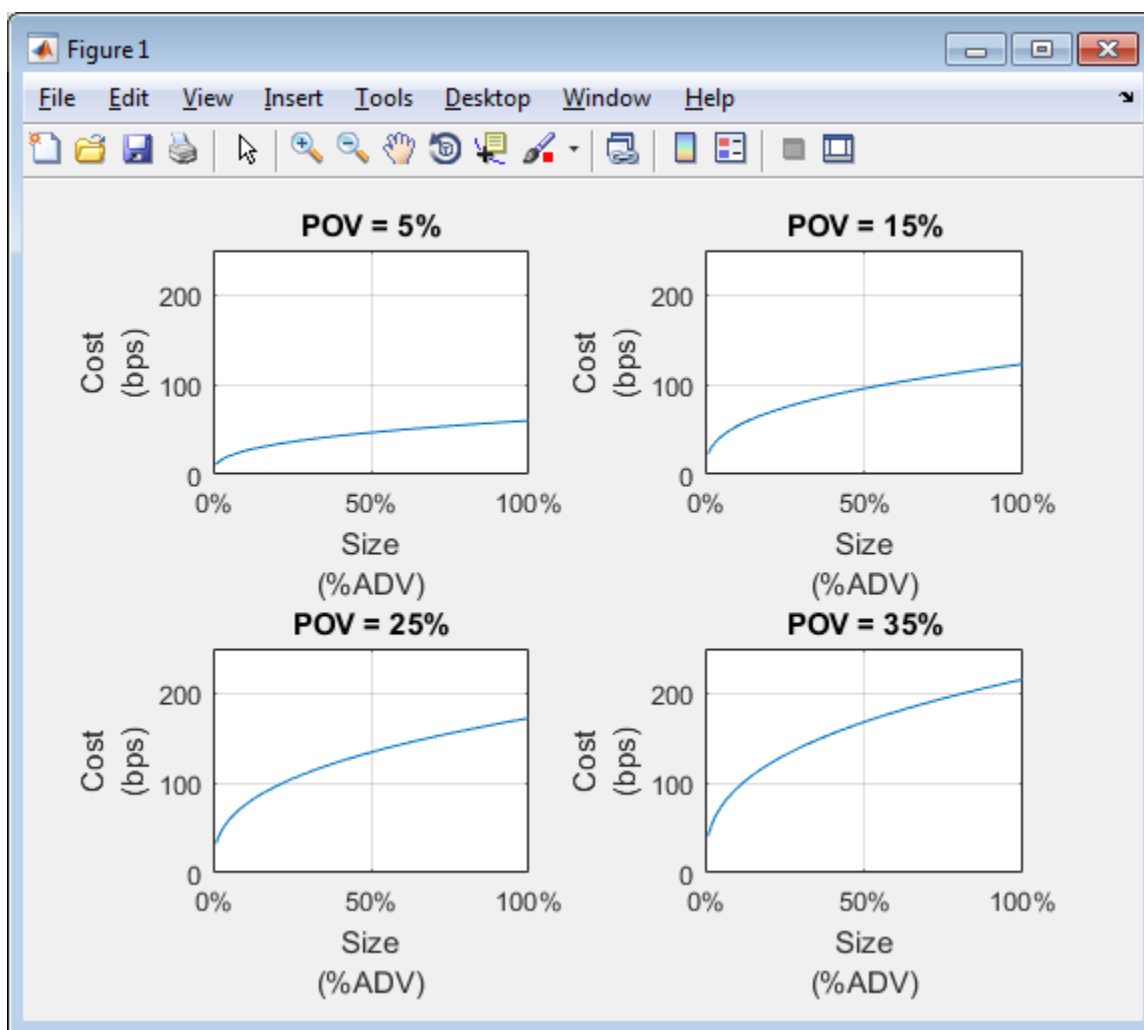 Figure 1
File Edit View Insert Tools Desktop Window Help
POV = 5%
200
100
0
Cost
(bps)
0% 50% 100%
Size
(%ADV)
POV = 15%
200
100
0
Cost
(bps)
0% 50% 100%
Size
(%ADV)
POV = 25%
200
100
0
Cost
(bps)
0% 50% 100%
Size
(%ADV)
POV = 35%
200
100
0
Cost
(bps)
0% 50% 100%
Size
(%ADV)